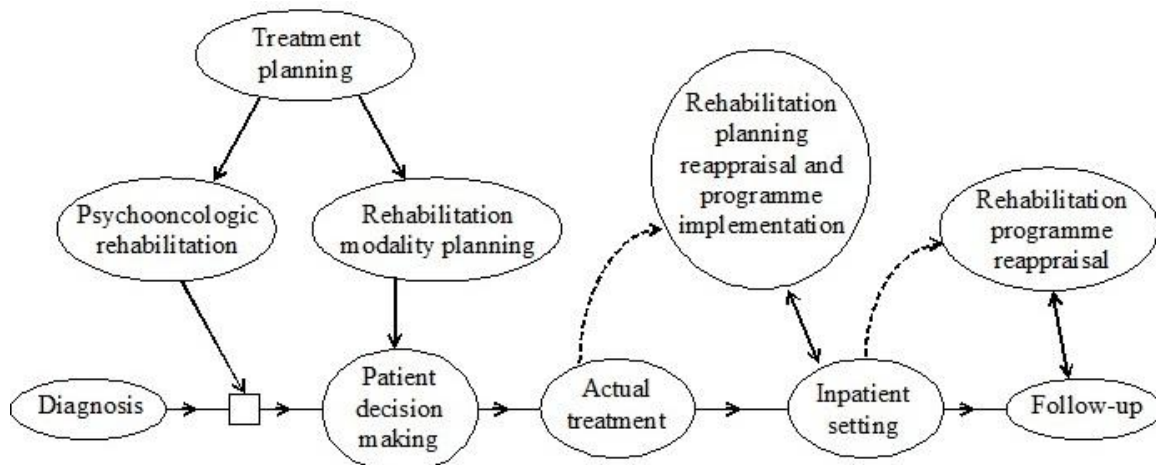 Treatment
planning
Psychooncologic
rehabilitation
Rehabilitation
modality planning
Rehabilitation
planning
reappraisal and
programme
implementation
Rehabilitation
programme
reappraisal
Diagnosis
Patient
decision
making
Actual
treatment
Inpatient
setting
Follow-up